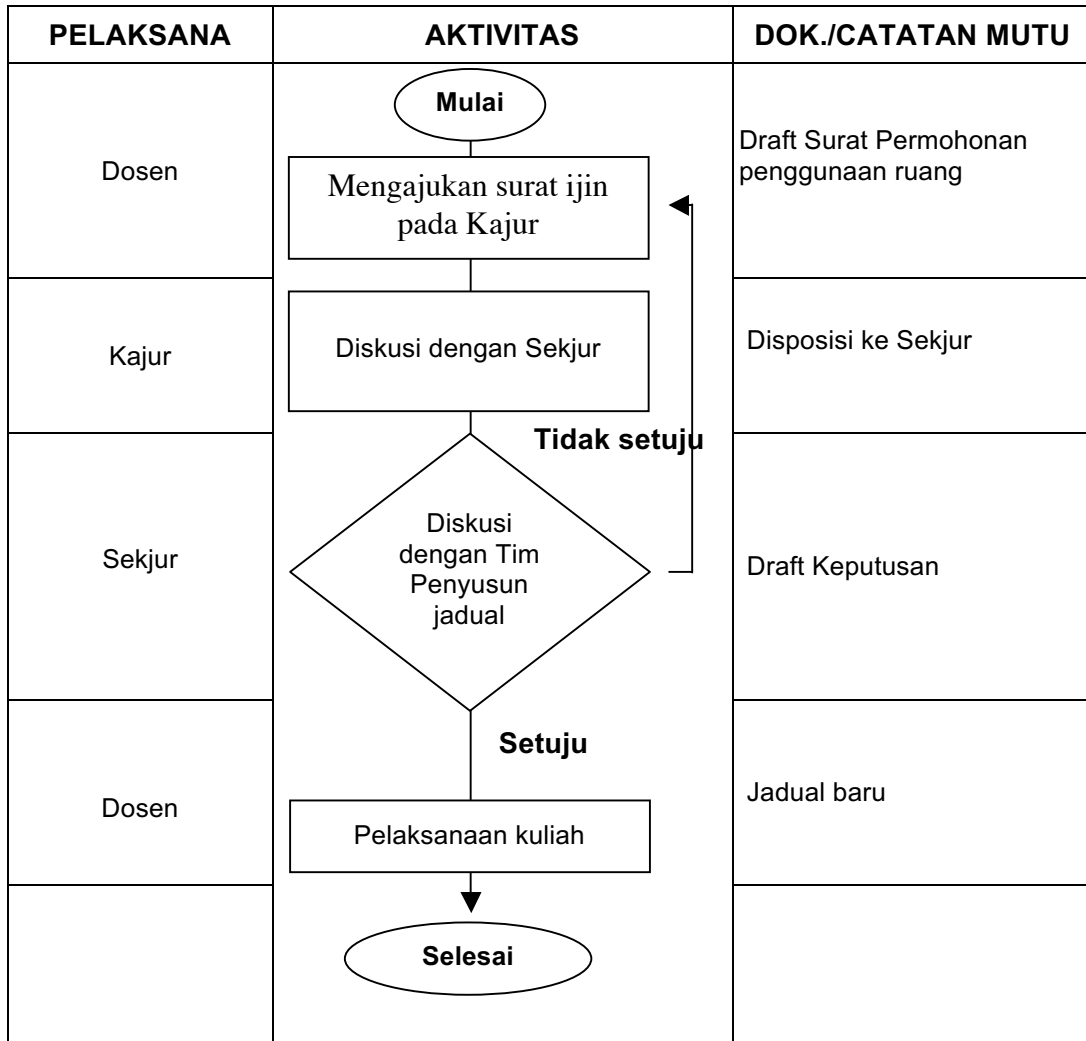 PELAKSANA
AKTIVITAS
DOK./CATATAN MUTU
Mulai
Dosen
Mengajukan surat ijin
pada Kajur
Draft Surat Permohonan
penggunaan ruang
Kajur
Diskusi dengan Sekjur
Disposisi ke Sekjur
Tidak setuju
Sekjur
Diskusi
dengan Tim
Penyusun
jadual
Draft Keputusan
Setuju
Dosen
Pelaksanaan kuliah
Jadual baru
Selesai